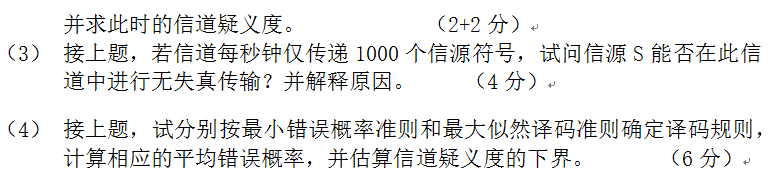 并求此时的信道疑义度。 (2+2 分)
(3) 接上题，若信道每秒钟仅传递 1000 个信源符号，试问信源 S 能否在此信
道中进行无失真传输？并解释原因。 (4 分)
(4) 接上题，试分别按最小错误概率准则和最大似然译码准则确定译码规则，
计算相应的平均错误概率，并估算信道疑义度的下界。 (6 分)